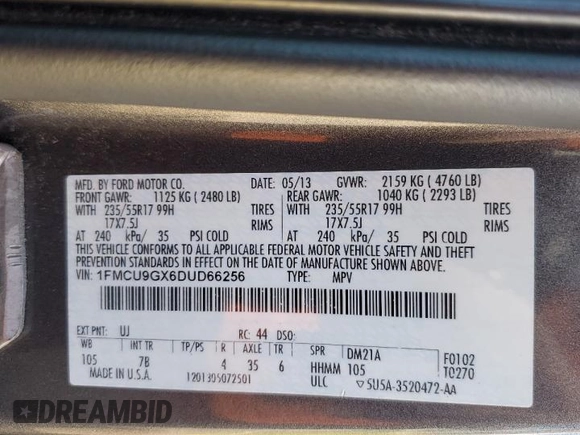 MFD. BY FORD MOTOR CO. DATE: 05/13 GVWR: 2159 KG ( 4760 LB)
FRONT GAWR: 1125 KG ( 2480 LB) REAR GAWR: 1040 KG ( 2293 LB)
WITH 235/55R17 99H TIRES WITH 235/55R17 99H TIRES
17X7.5J RIMS 17X7.5J RIMS
AT 240 kPa/ 35 PSI COLD AT 240 kPa/ 35 PSI COLD
THIS VEHICLE CONFORMS TO ALL APPLICABLE FEDERAL MOTOR VEHICLE SAFETY AND THEFT
PREVENTION STANDARDS IN EFFECT ON THE DATE OF MANUFACTURE SHOWN ABOVE.
VIN: 1FMCU9GX6DUD66256 TYPE: MPV
EXT PNT: UJ RC: 44 DSO:
WB INT TR TP/PS R AXLE TR SPR DM21A F0102
105 7B 4 35 6 HHMM 105 T0270
MADE IN U.S.A. 1201305072501 ULC SU5A-3520472-AA
DREAMBID